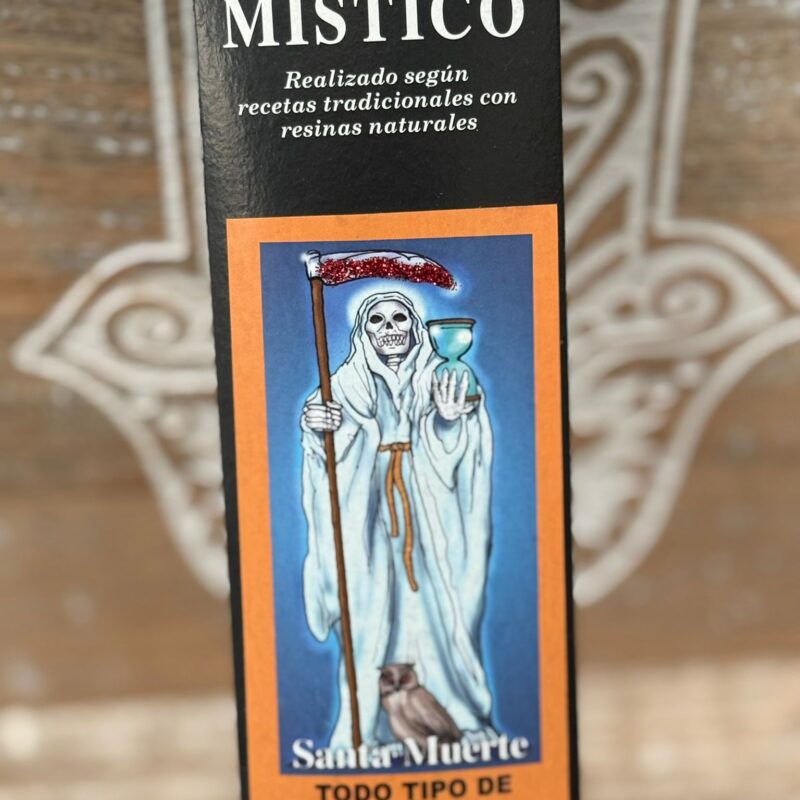 MISTICO
Realizado según
recetas tradicionales con
resinas naturales
Santa Muerte
TODO TIPO DE